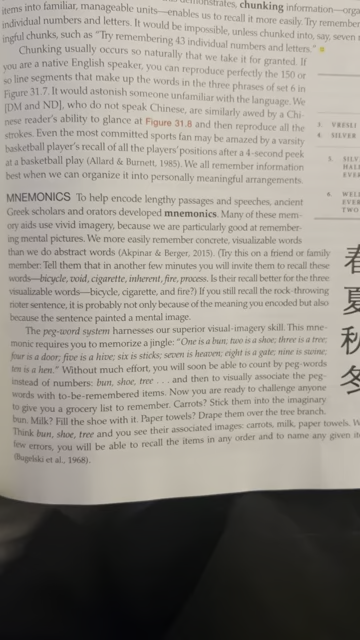 demonstrates, chunking information—orga
items into familiar, manageable units—enables us to recall it more easily. Try remember
individual numbers and letters. It would be impossible, unless chunked into, say, seven
ingful chunks, such as "Try remembering 43 individual numbers and letters."
Chunking usually occurs so naturally that we take it for granted. If
you are a native English speaker, you can reproduce perfectly the 150 or
so line segments that make up the words in the three phrases of set 6 in
Figure 31.7. It would astonish someone unfamiliar with the language. We
[DM and ND], who do not speak Chinese, are similarly awed by a Chi-
nese reader's ability to glance at Figure 31.8 and then reproduce all the
strokes. Even the most committed sports fan may be amazed by a varsity
basketball player's recall of all the players' positions after a 4-second peek
at a basketball play (Allard & Burnett, 1985). We all remember information
best when we can organize it into personally meaningful arrangements.
MNEMONICS To help encode lengthy passages and speeches, ancient
Greek scholars and orators developed mnemonics. Many of these mem-
ory aids use vivid imagery, because we are particularly good at remember-
ing mental pictures. We more easily remember concrete, visualizable words
than we do abstract words (Akpinar & Berger, 2015). (Try this on a friend or family
member: Tell them that in another few minutes you will invite them to recall these
words—bicycle, void, cigarette, inherent, fire, process. Is their recall better for the three
visualizable words—bicycle, cigarette, and fire?) If you still recall the rock-throwing
rioter sentence, it is probably not only because of the meaning you encoded but also
because the sentence painted a mental image.
The peg-word system harnesses our superior visual-imagery skill. This mne-
monic requires you to memorize a jingle: "One is a bun; two is a shoe; three is a tree;
four is a door; five is a hive; six is sticks; seven is heaven; eight is a gate; nine is swine;
ten is a hen." Without much effort, you will soon be able to count by peg-words
instead of numbers: bun, shoe, tree . . . and then to visually associate the peg-
words with to-be-remembered items. Now you are ready to challenge anyone
to give you a grocery list to remember. Carrots? Stick them into the imaginary
bun. Milk? Fill the shoe with it. Paper towels? Drape them over the tree branch.
Think bun, shoe, tree and you see their associated images: carrots, milk, paper towels. W
few errors, you will be able to recall the items in any order and to name any given it
(Bugelski et al., 1968).
3. VRESLI
4. SILVER
5. SILV
HALF
EVER
6. WELL
EVER
TWO
春
夏
秋
冬